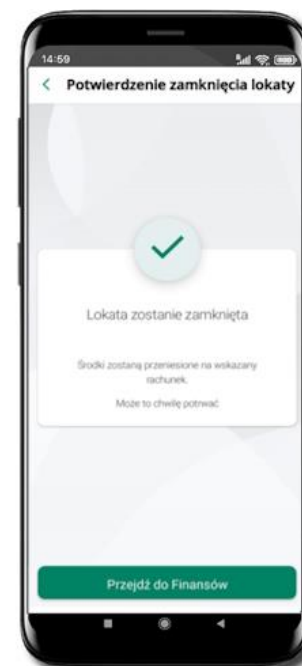 14:59
Potwierdzenie zamknięcia lokaty
Lokata zostanie zamknięta
Środki zostaną przeniesione na wskazany
rachunek.
Może to chwilę potrwać
Przejdź do Finansów